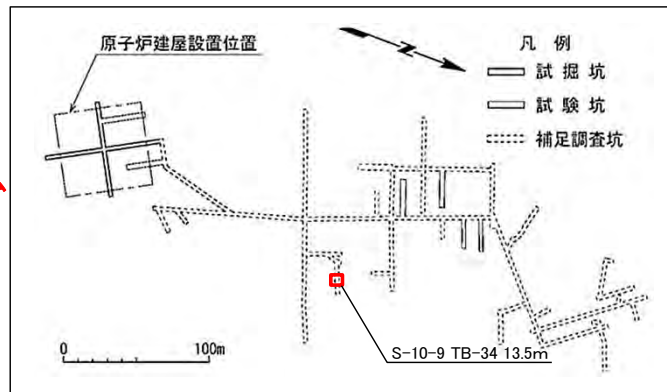 原子炉建屋設置位置
N
凡 例
試 掘 坑
試 験 坑
補足調査坑
0 100m
S-10-9 TB-34 13.5m